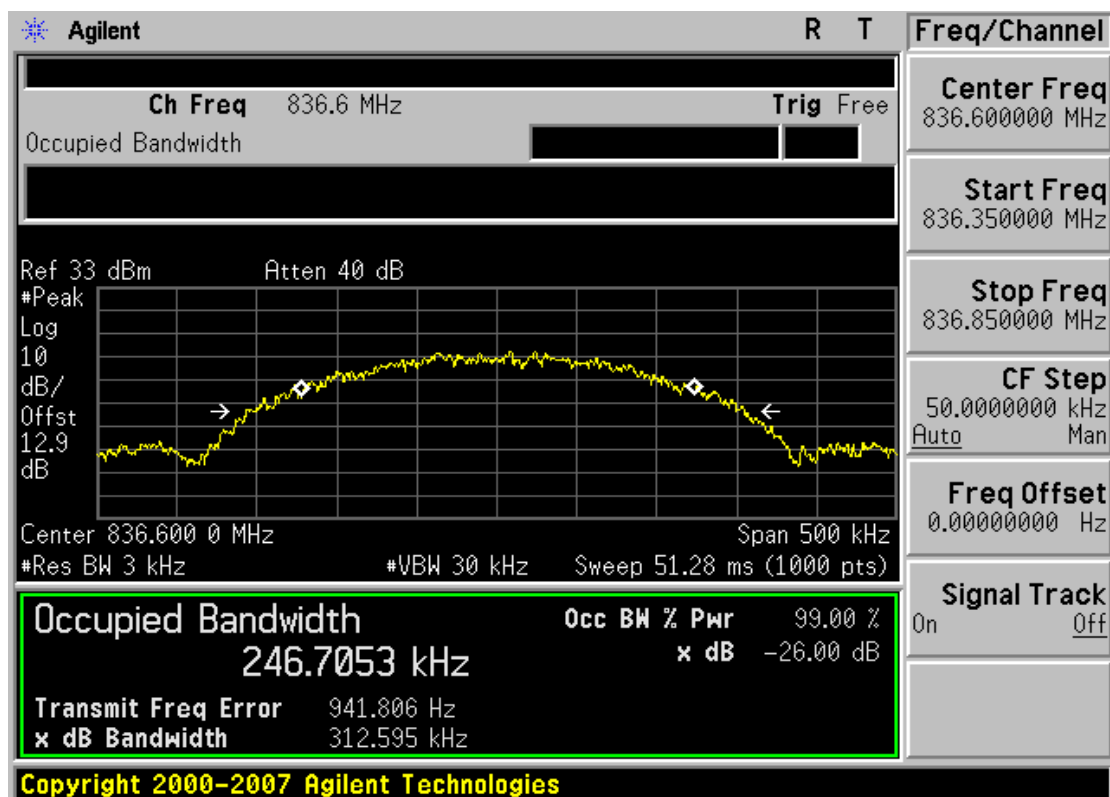 Agilent R T
Ch Freq 836.6 MHz Trig Free
Occupied Bandwidth
Ref 33 dBm Atten 40 dB
#Peak
Log
10
dB/
Offst
12.9
dB
Center 836.600 0 MHz Span 500 kHz
#Res BW 3 kHz #VBW 30 kHz Sweep 51.28 ms (1000 pts)
Occupied Bandwidth
246.7053 kHz
Occ BW % Pwr 99.00 %
x dB -26.00 dB
Transmit Freq Error 941.806 Hz
x dB Bandwidth 312.595 kHz
Copyright 2000-2007 Agilent Technologies
Freq/Channel
Center Freq
836.600000 MHz
Start Freq
836.350000 MHz
Stop Freq
836.850000 MHz
CF Step
50.0000000 kHz
Auto Man
Freq Offset
0.00000000 Hz
Signal Track
On Off